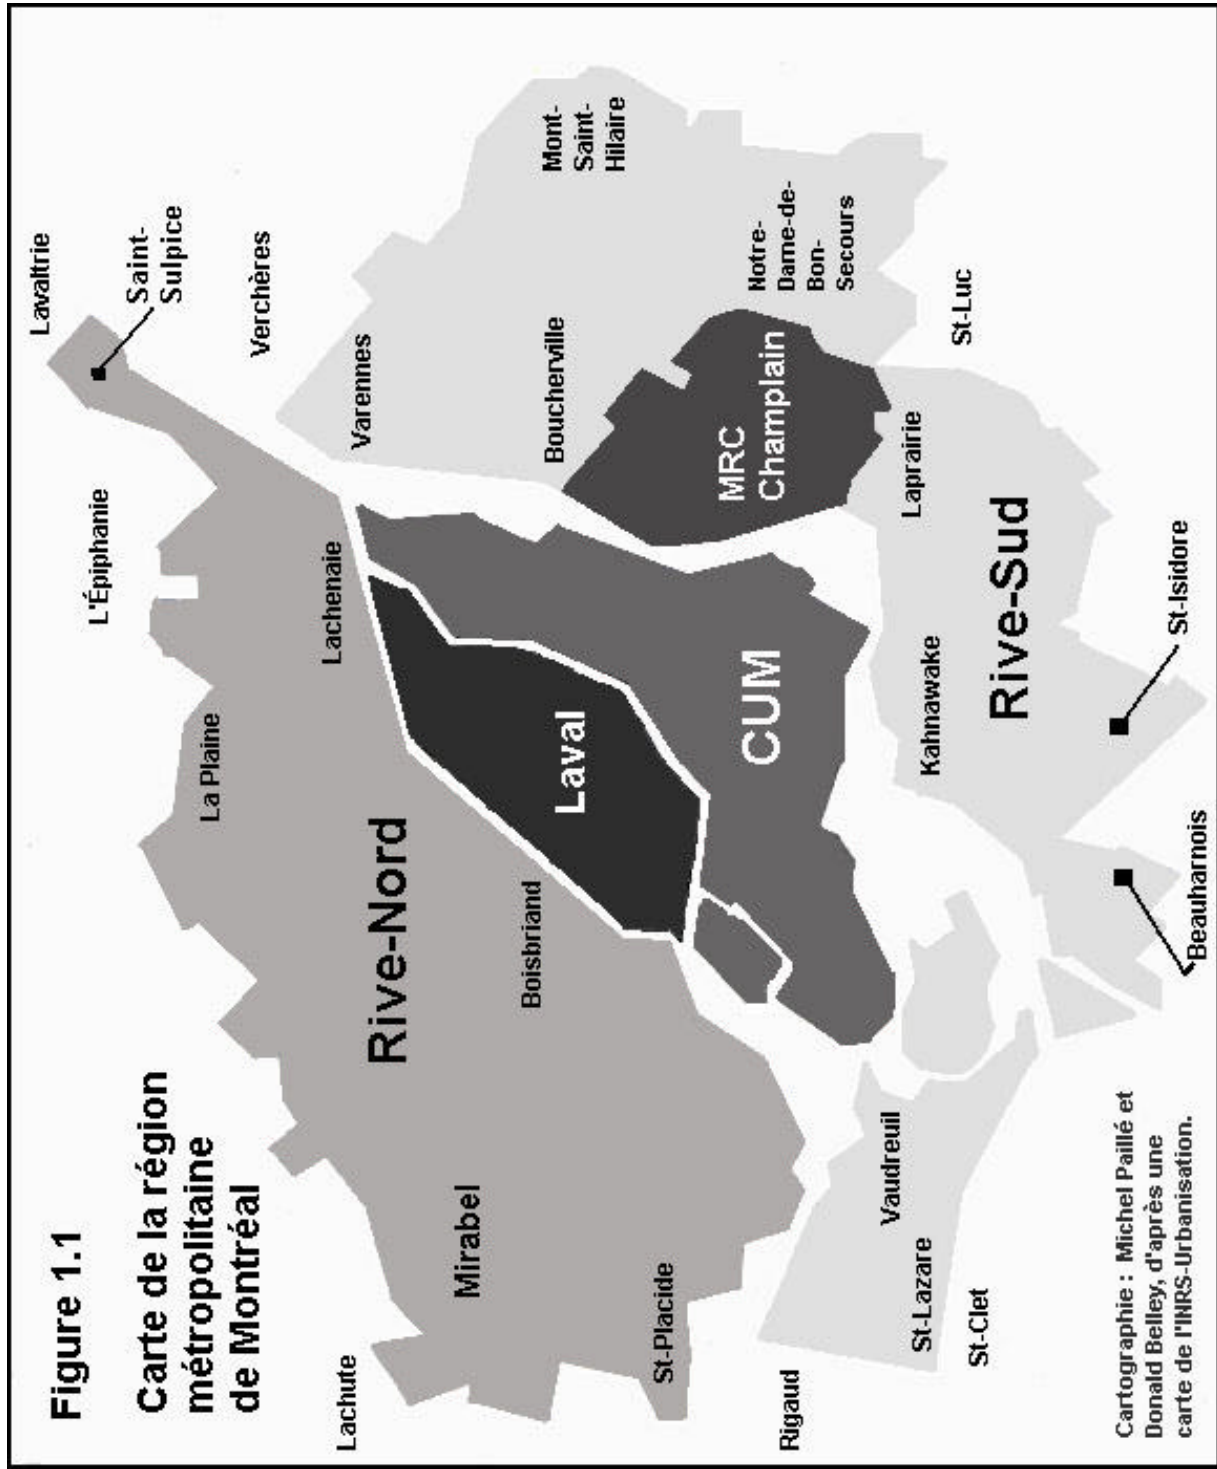 Figure 1.1
Carte de la région
métropolitaine
de Montréal
Lavaltrie
Saint-
Sulpice
L'Épiphanie
Verchères
La Plaine
Lachenaie
Varennes
Rive-Nord
Lachute
Mirabel
Boisbriand
Laval
Boucherville
Mont-
Saint-
Hilaire
St-Placide
CUM
MRC
Champlain
Notre-
Dame-de-
Bon-
Secours
Rigaud
Vaudreuil
Kahnawake
Laprairie
St-Luc
St-Lazare
St-Clet
Rive-Sud
St-Isidore
Beauharnois
Cartographie : Michel Paillé et
Donald Belley, d'après une
carte de l'INRS-Urbanisation.